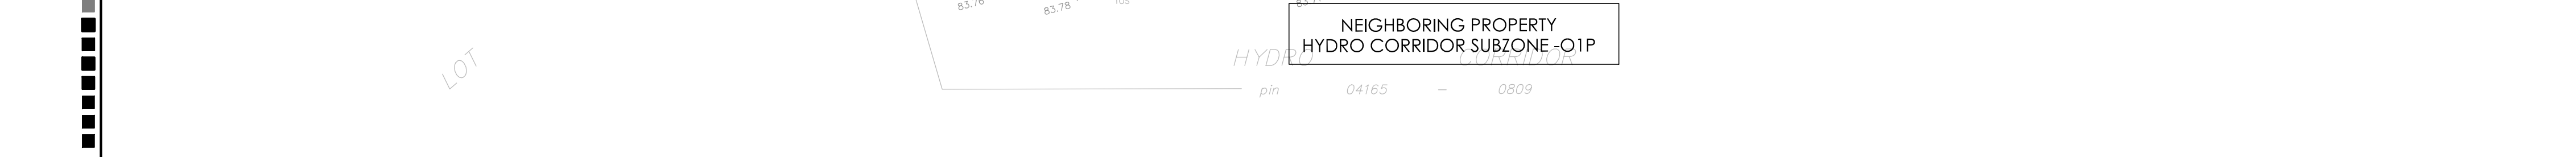 83.76
83.78
NEIGHBORING PROPERTY
HYDRO CORRIDOR SUBZONE -O1P
HYDRO CORRIDOR
LOT
pin 04165 - 0809